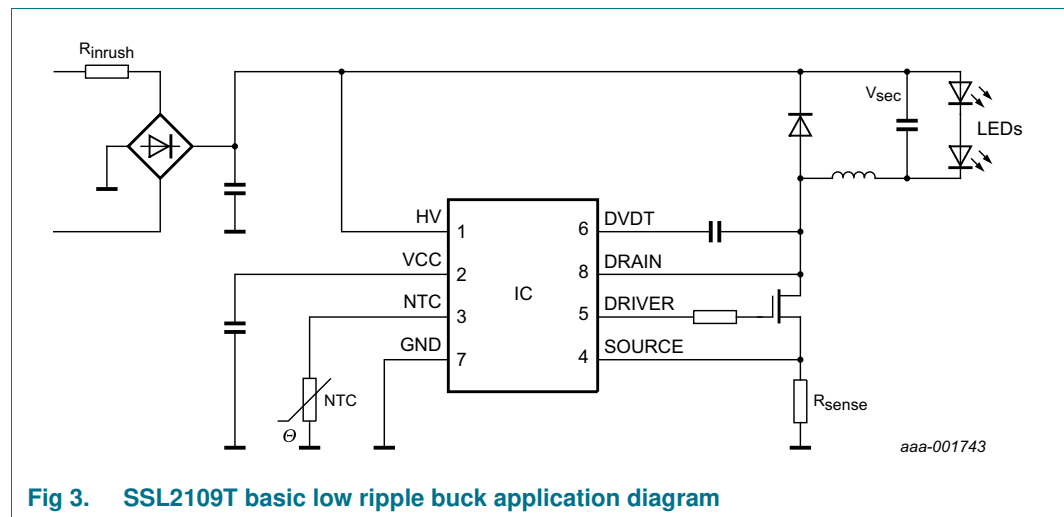 Rinrush
Vsec
LEDs
HV
1
6
DVDT
VCC
2
8
DRAIN
IC
NTC
3
5
DRIVER
GND
7
4
SOURCE
NTC
Θ
Rsense
aaa-001743
Fig 3. SSL2109T basic low ripple buck application diagram